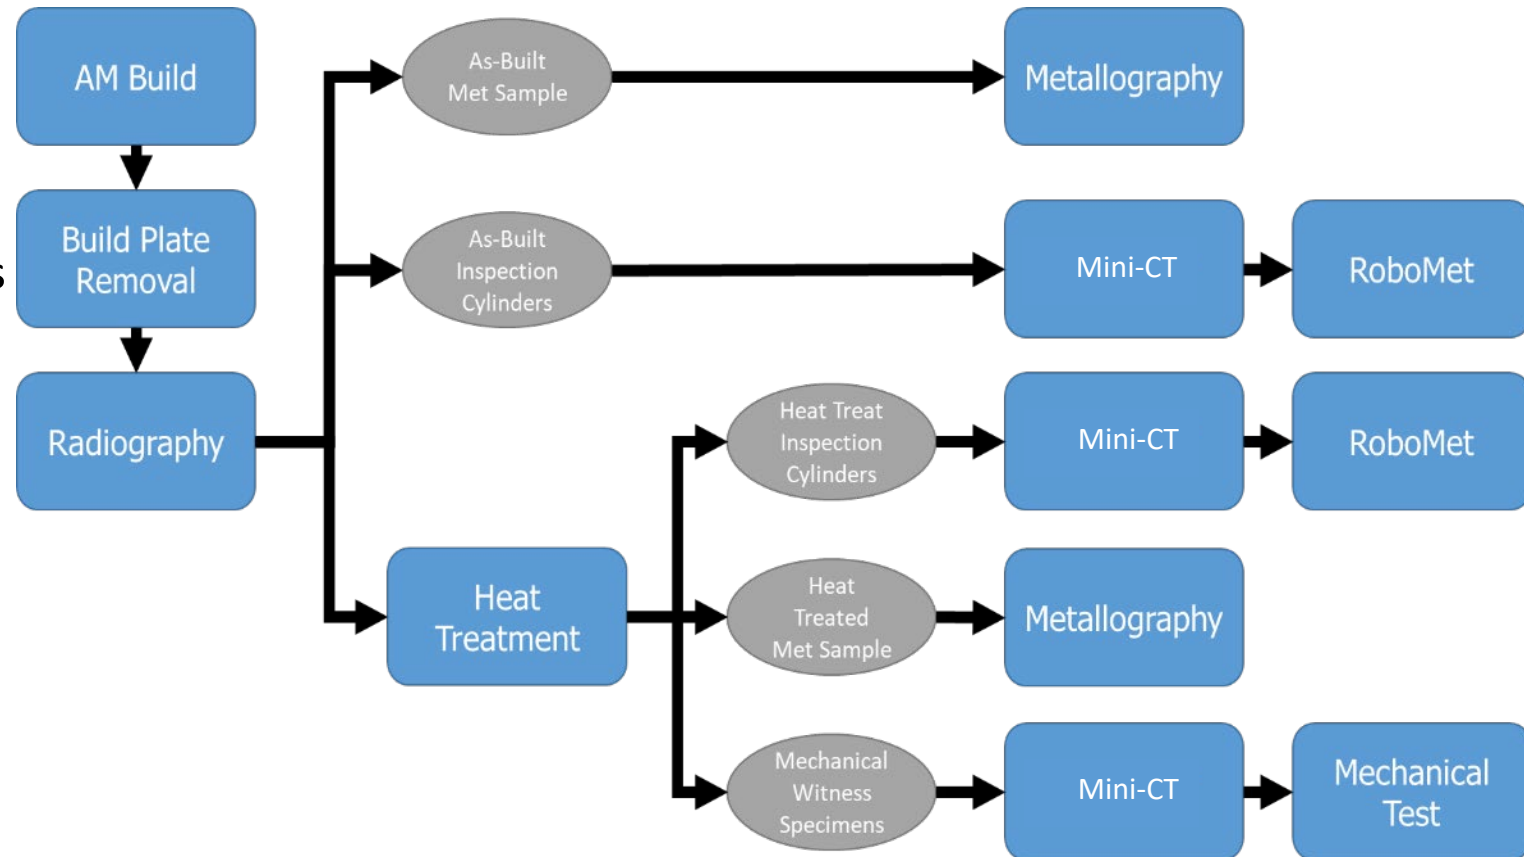 AM Build
As-Built
Met Sample
Metallography
Build Plate
Removal
s
As-Built
Inspection
Cylinders
Mini-CT
RoboMet
Radiography
Heat Treat
Inspection
Cylinders
Mini-CT
RoboMet
Heat
Treatment
Heat
Treated
Met Sample
Metallography
Mechanical
Witness
Specimens
Mini-CT
Mechanical
Test